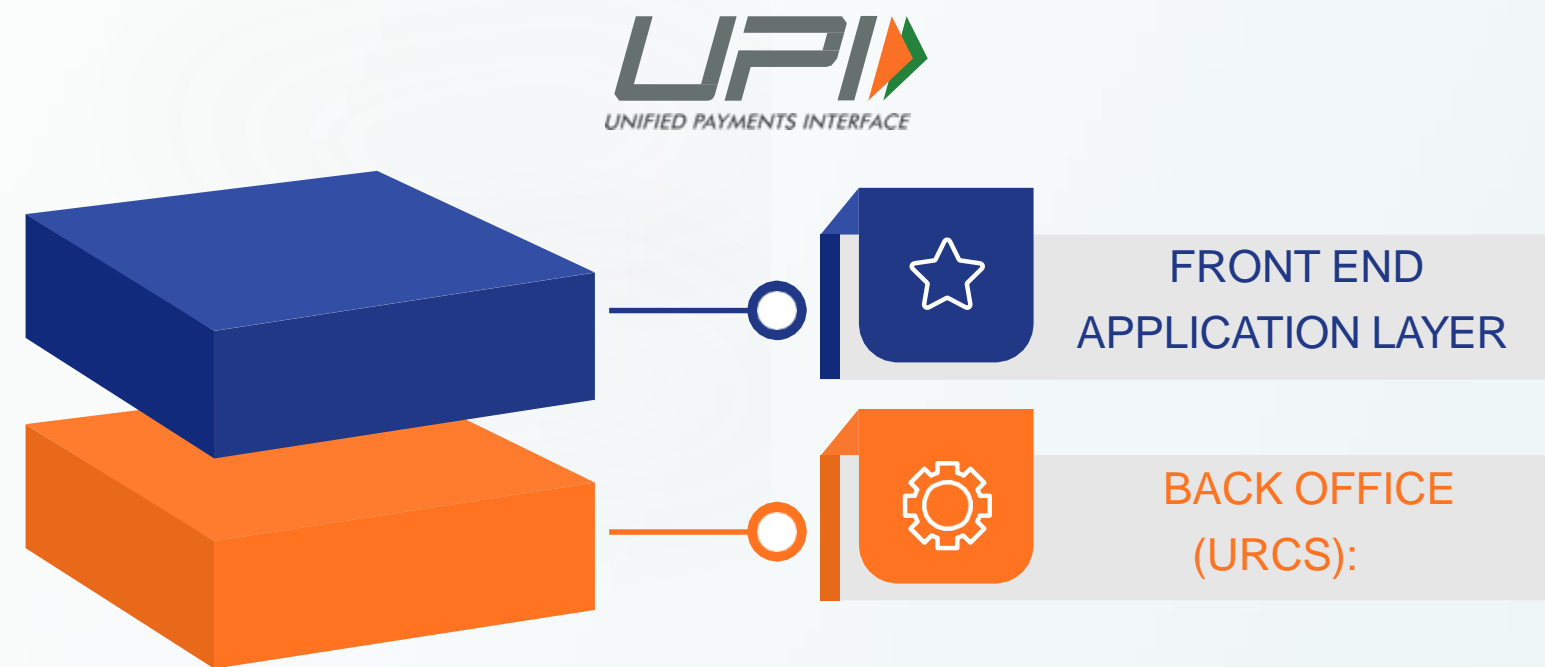 UPI
UNIFIED PAYMENTS INTERFACE
FRONT END
APPLICATION LAYER
BACK OFFICE
(URCS):